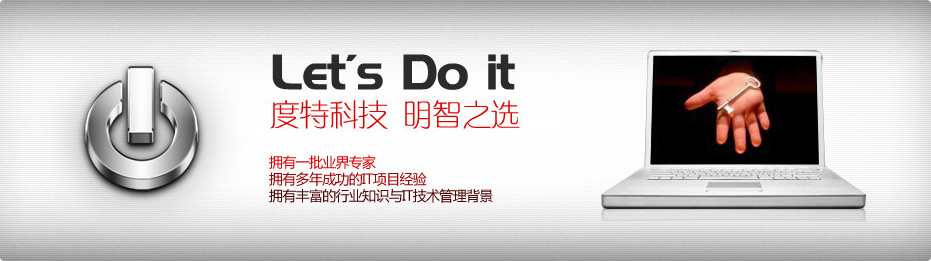 Let's Do it
度特科技 明智之选
拥有一批业界专家
拥有多年成功的IT项目经验
拥有丰富的行业知识与IT技术管理背景